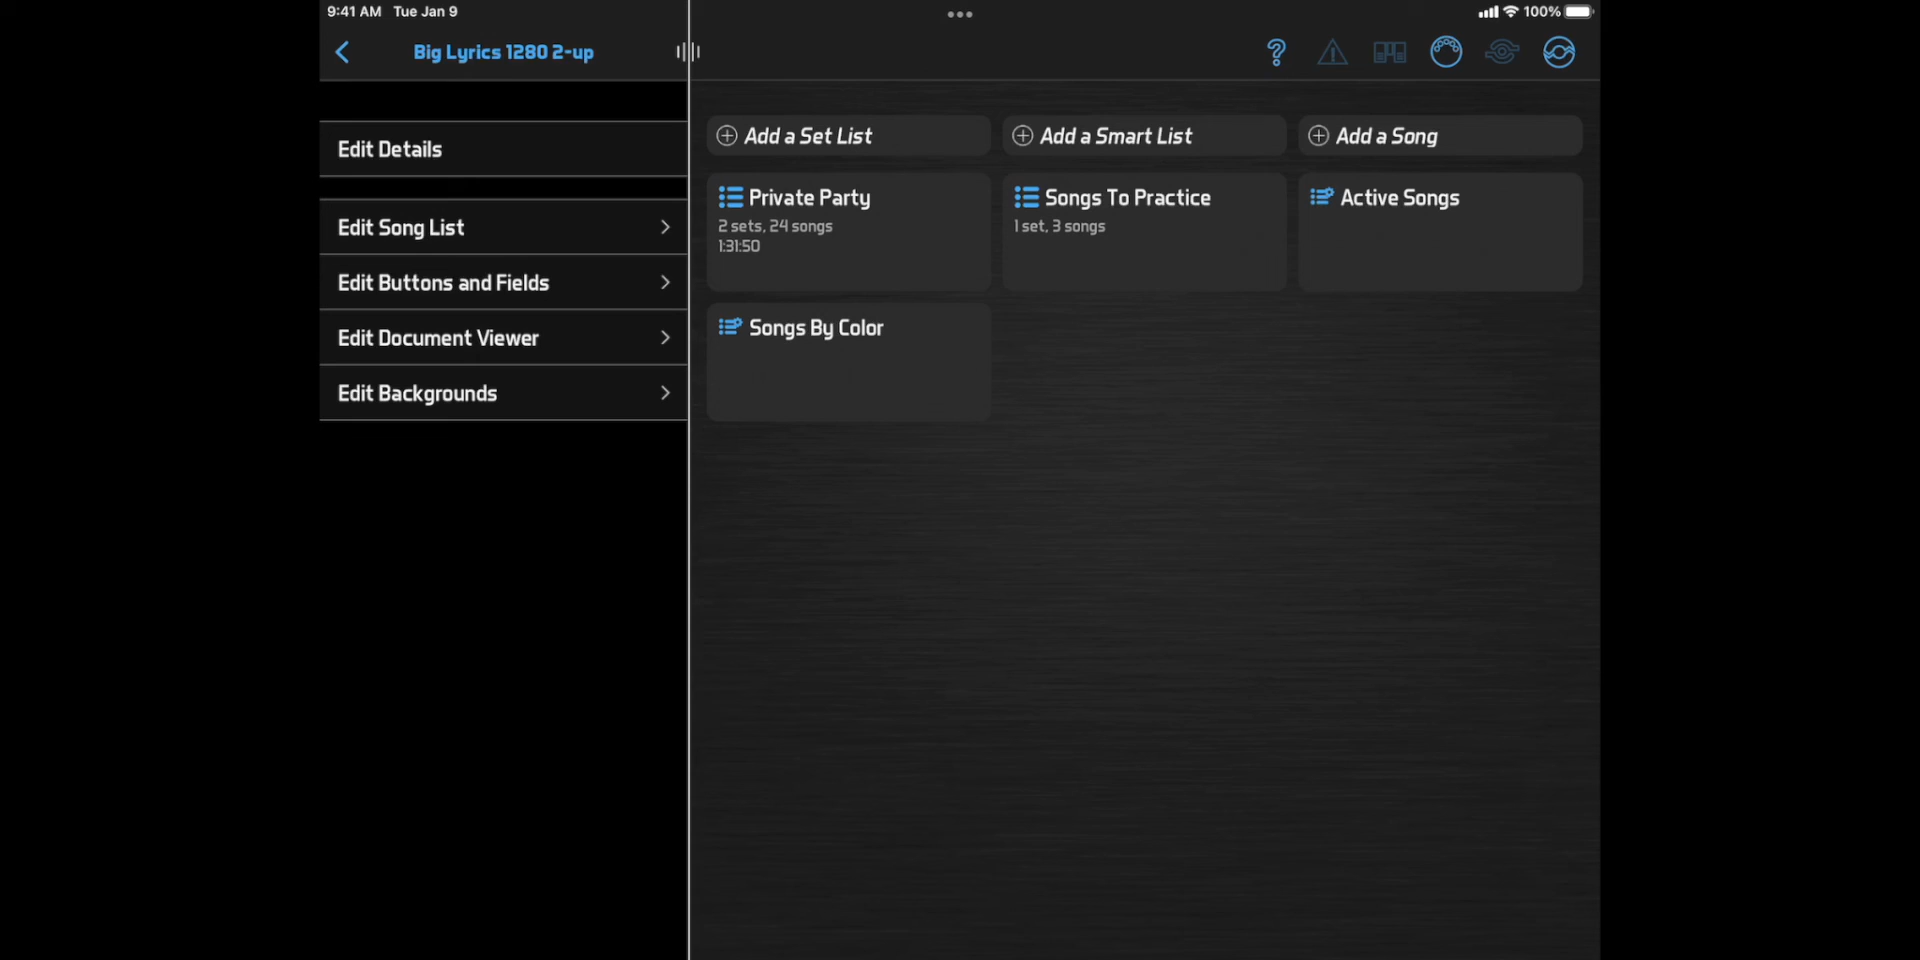 9:41 AM Tue Jan 9
100%
Big Lyrics 1280 2-up
Edit Details
Edit Song List
Edit Buttons and Fields
Edit Document Viewer
Edit Backgrounds
Add a Set List
Add a Smart List
Add a Song
Private Party
2 sets, 24 songs
1:31:50
Songs To Practice
1 set, 3 songs
Active Songs
Songs By Color